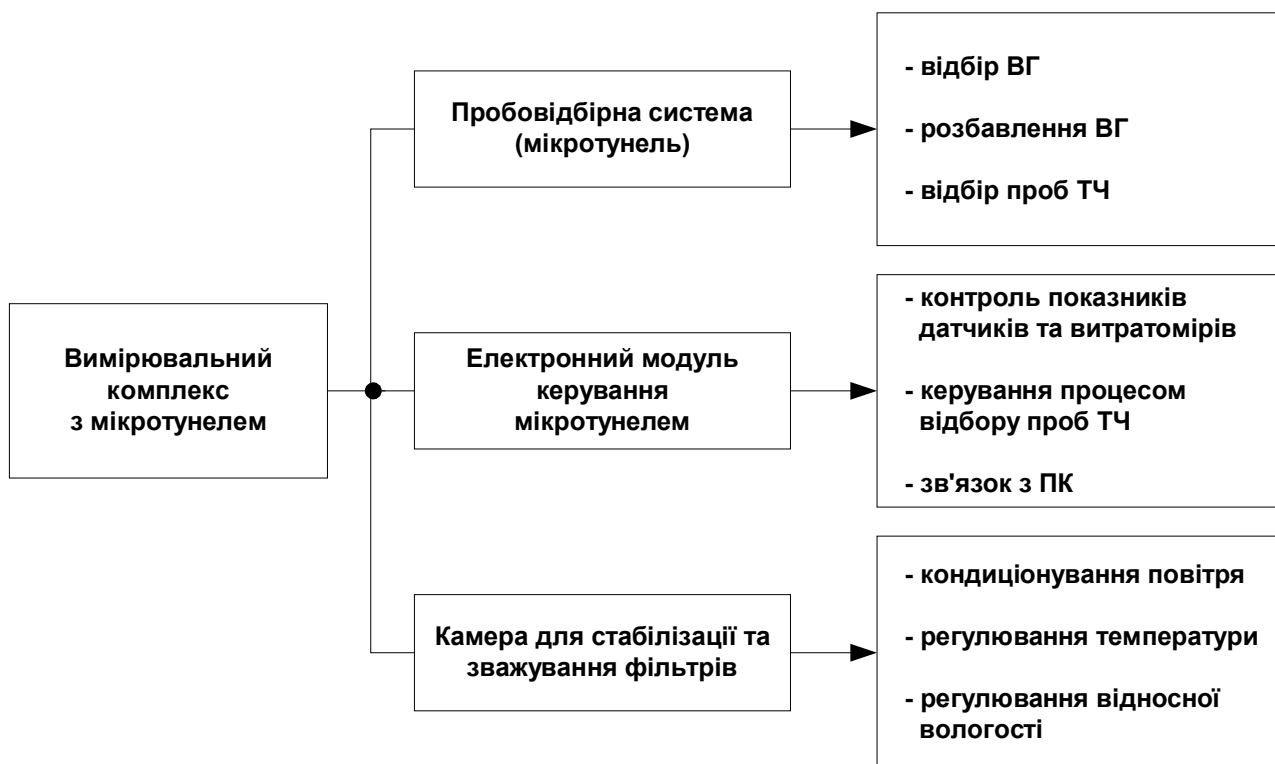 Вимірювальний
комплекс
з мікротунелем
Пробовідбірна система
(мікротунель)
- відбір ВГ
- розбавлення ВГ
- відбір проб ТЧ
Електронний модуль
керування
мікротунелем
- контроль показників
датчиків та витратомірів
- керування процесом
відбору проб ТЧ
- зв'язок з ПК
Камера для стабілізації та
зважування фільтрів
- кондиціонування повітря
- регулювання температури
- регулювання відносної
вологості